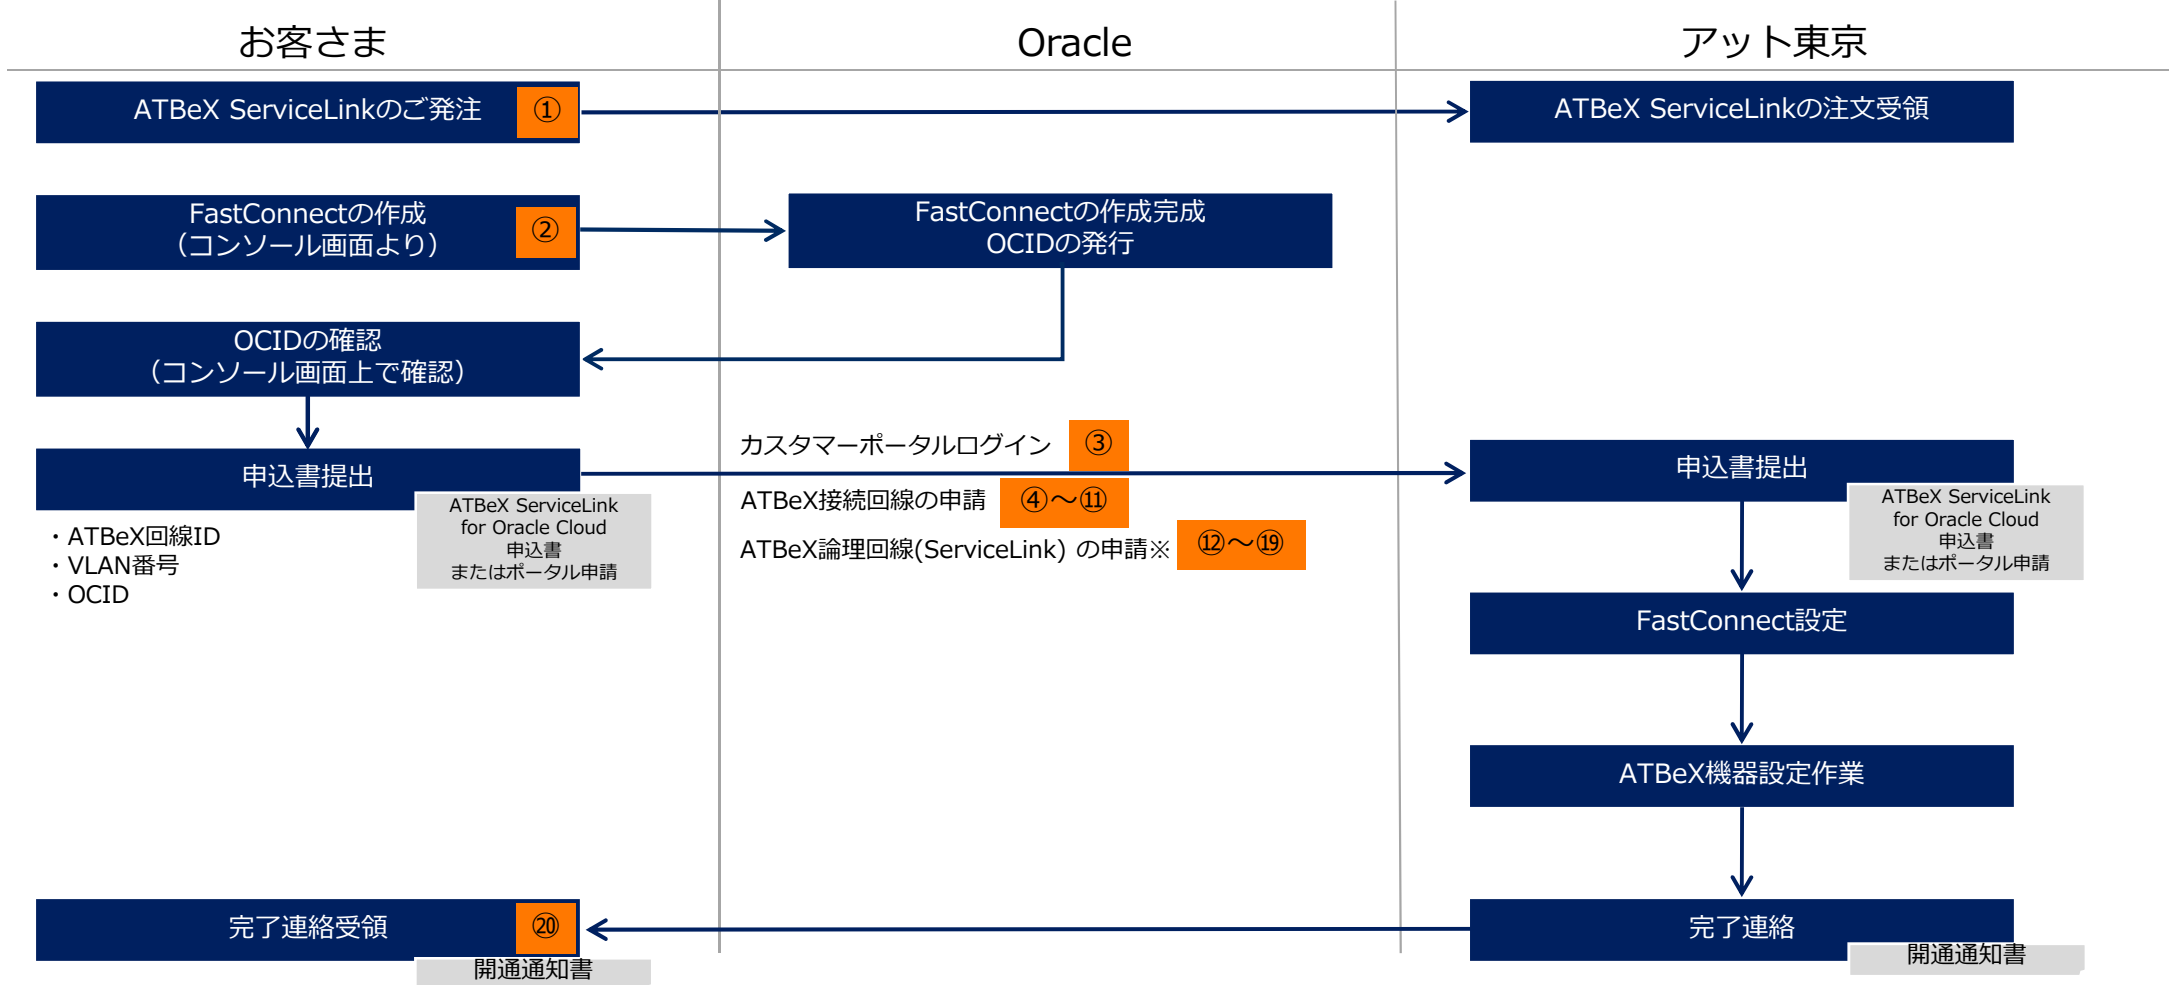 お客さま
Oracle
アット東京
ATBeX ServiceLinkのご発注
①
ATBeX ServiceLinkの注文受領
FastConnectの作成
（コンソール画面より）
②
FastConnectの作成完成
OCIDの発行
OCIDの確認
（コンソール画面上で確認）
カスタマーポータルログイン
③
申込書提出
ATBeX ServiceLink
for Oracle Cloud
申込書
またはポータル申請
・ATBeX回線ID
・VLAN番号
・OCID
ATBeX接続回線の申請
④～⑪
ATBeX論理回線(ServiceLink) の申請※
⑫～⑲
申込書提出
ATBeX ServiceLink
for Oracle Cloud
申込書
またはポータル申請
FastConnect設定
ATBeX機器設定作業
完了連絡受領
⑳
開通通知書
完了連絡
開通通知書